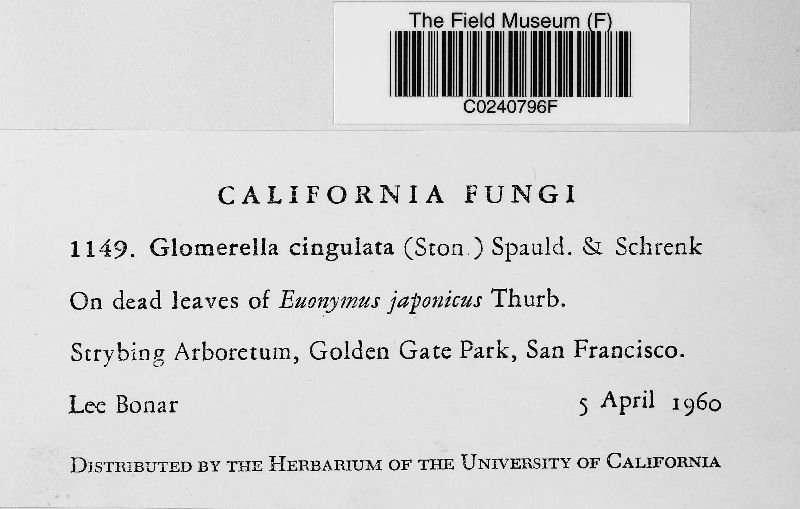 The Field Museum (F)
C0240796F
CALIFORNIA FUNGI
1149. Glomerella cingulata (Ston.) Spauld. & Schrenk
On dead leaves of Euonymus japonicus Thurb.
Strybing Arboretum, Golden Gate Park, San Francisco.
Lee Bonar 5 April 1960
DISTRIBUTED BY THE HERBARIUM OF THE UNIVERSITY OF CALIFORNIA